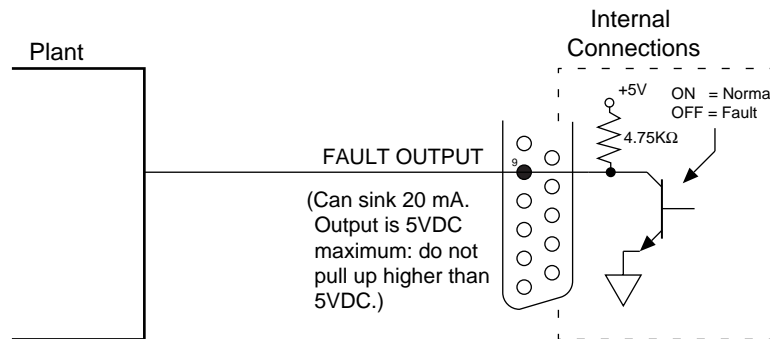 Internal
Connections
Plant
+5V
ON = Norma
OFF = Fault
4.75KΩ
FAULT OUTPUT
9
(Can sink 20 mA.
Output is 5VDC
maximum: do not
pull up higher than
5VDC.)